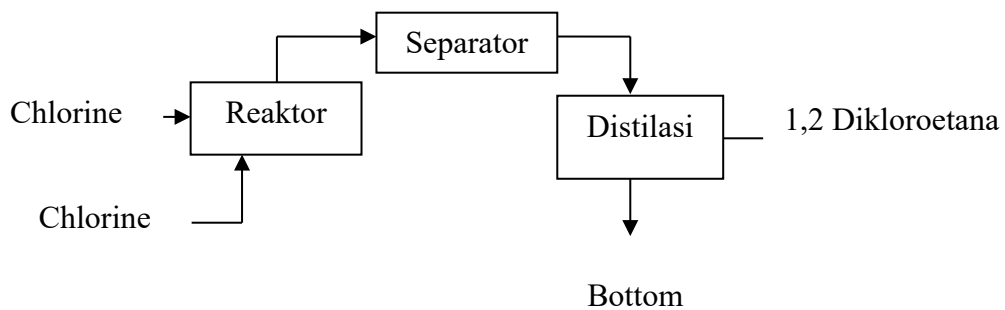 Separator
Chlorine
Reaktor
Distilasi
1,2 Dikloroetana
Chlorine
Bottom